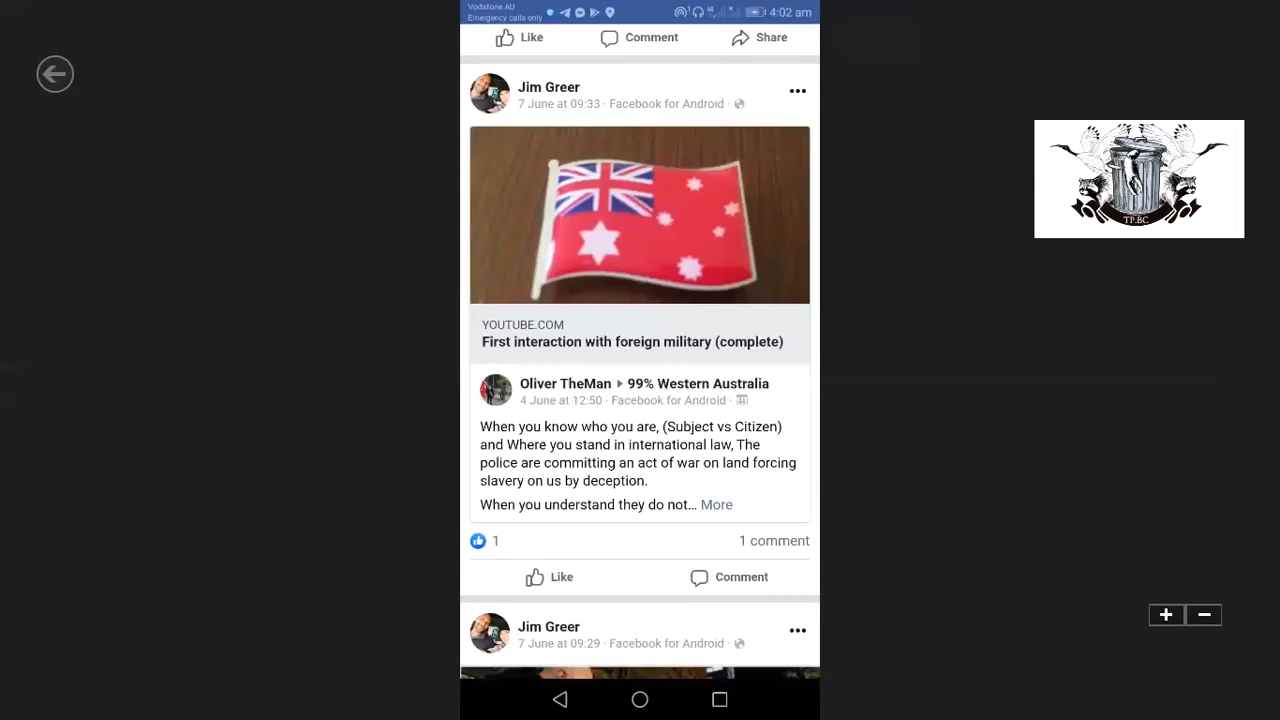 Vodafone AU
Emergency calls only
4:02 am
Like
Comment
Share
Jim Greer
7 June at 09:33 · Facebook for Android ·
YOUTUBE.COM
First interaction with foreign military (complete)
Oliver TheMan ▸ 99% Western Australia
4 June at 12:50 · Facebook for Android ·
When you know who you are, (Subject vs Citizen)
and Where you stand in international law, The
police are committing an act of war on land forcing
slavery on us by deception.
When you understand they do not... More
1
1 comment
Like
Comment
Jim Greer
7 June at 09:29 · Facebook for Android ·
TP.BC